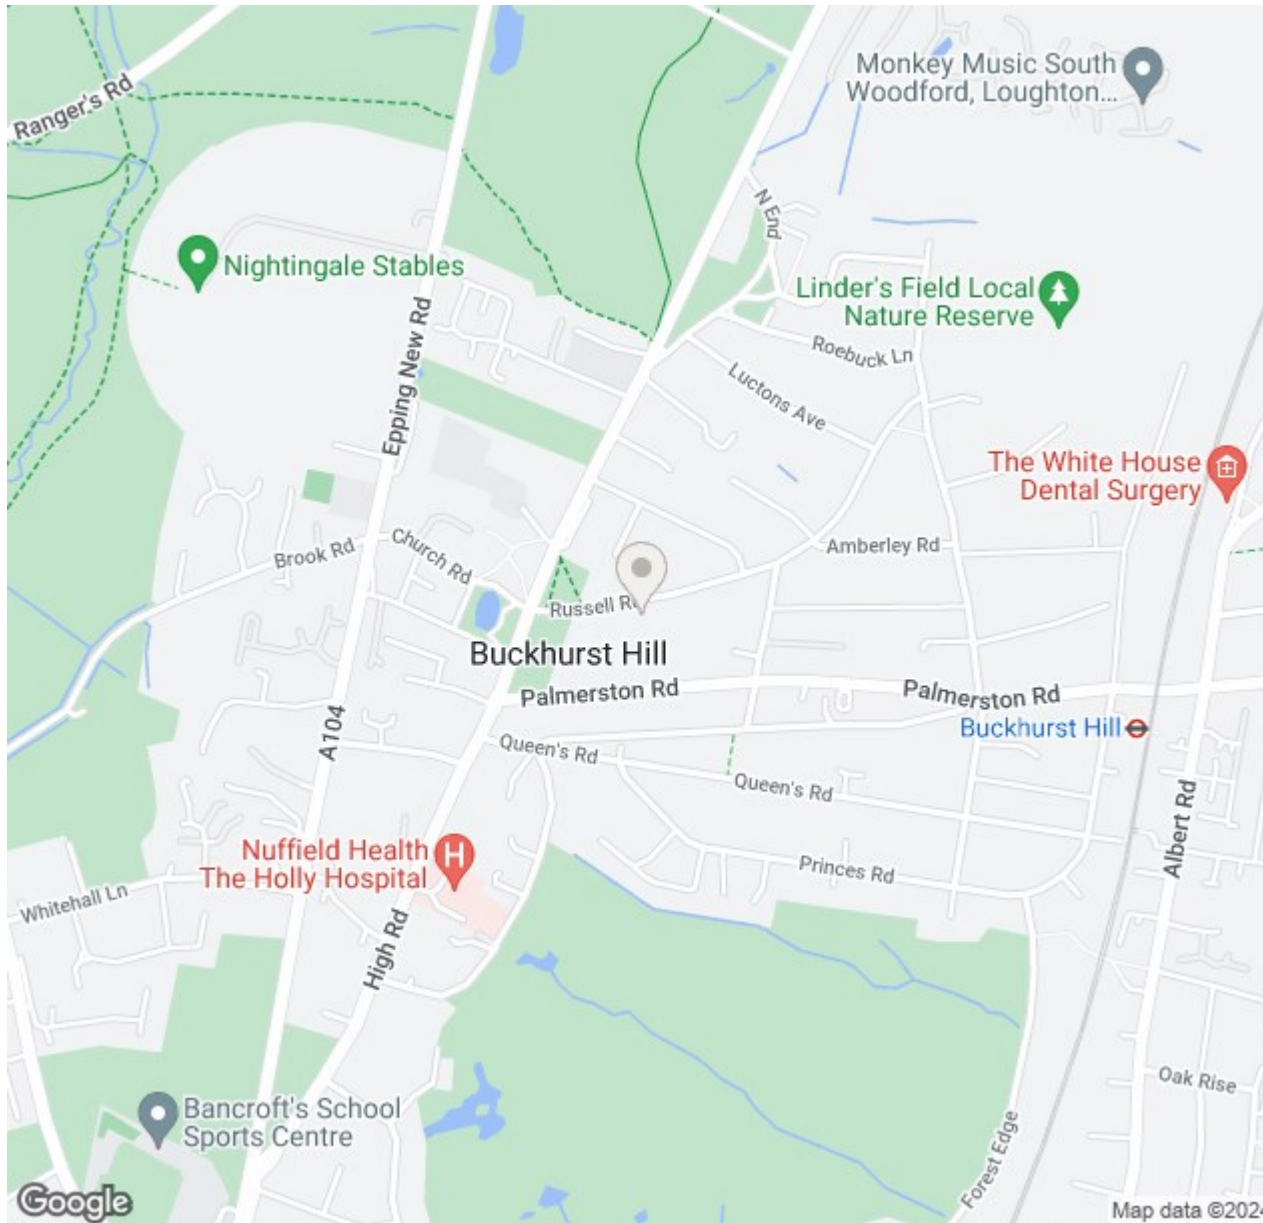 Monkey Music South
Woodford, Loughton...
Ranger's Rd
N End
Nightingale Stables
Linder's Field Local
Nature Reserve
Epping New Rd
Roebuck Ln
Luctons Ave
The White House
Dental Surgery
Brook Rd
Church Rd
Amberley Rd
Russell Rd
Buckhurst Hill
Palmerston Rd
Palmerston Rd
Buckhurst Hill
A104
Queen's Rd
Queen's Rd
Albert Rd
Nuffield Health
The Holly Hospital
H
Princes Rd
Whitehall Ln
High Rd
Oak Rise
Bancroft's School
Sports Centre
Forest Edge
Google
Map data ©2024